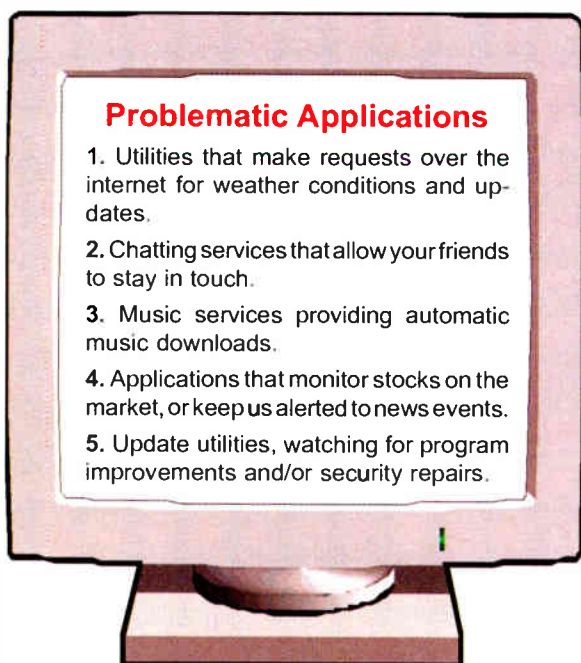 Problematic Applications
1. Utilities that make requests over the
internet for weather conditions and up-
dates.
2. Chatting services that allow your friends
to stay in touch.
3. Music services providing automatic
music downloads.
4. Applications that monitor stocks on the
market, or keep us alerted to news events.
5. Update utilities, watching for program
improvements and/or security repairs.